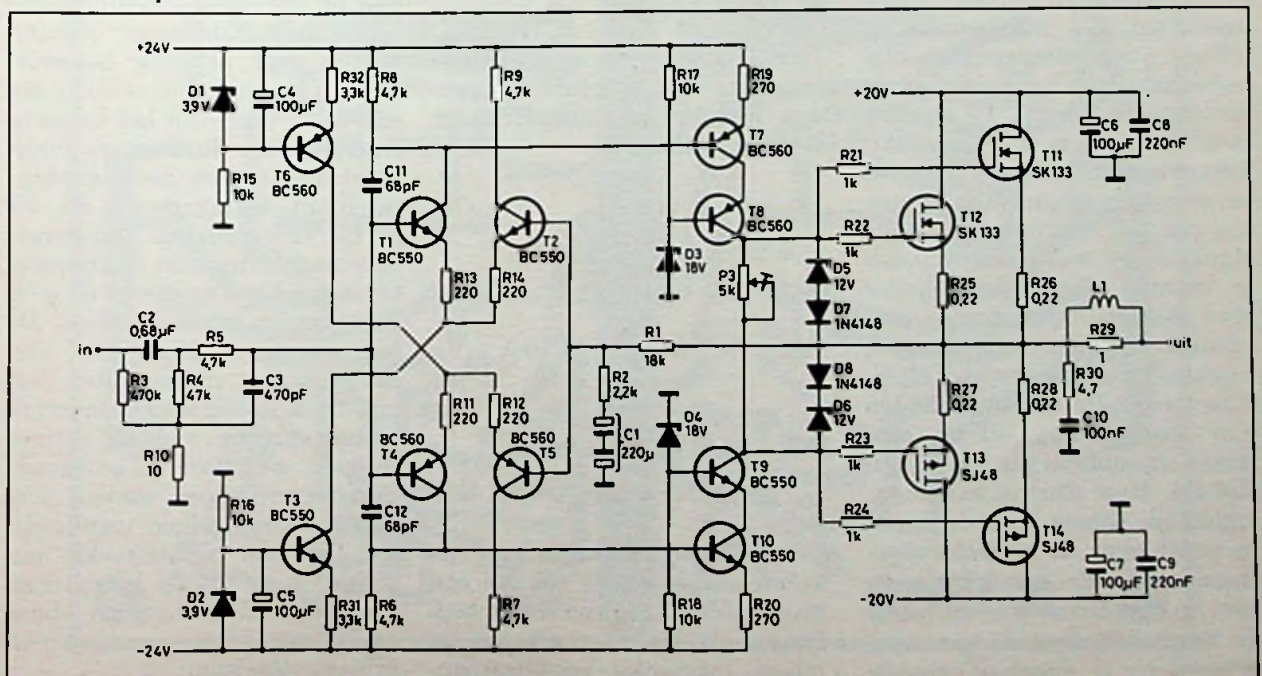 +24V
D1
3,9V
C4
100µF
R32
3,3k
R8
4,7k
R9
4,7k
R17
10k
R19
270
+20V
C6
100µF
C8
220nF
T6
BC560
R15
10k
C11
68pF
T1
BC550
T2
BC550
T7
BC560
T8
BC560
D3
18V
P3
5k
R21
1k
R22
1k
T11
SK133
T12
SK133
R13
220
R14
220
D5
12V
D7
1N4148
R25
0,22
R26
0,22
L1
in
C2
0,68µF
R5
4,7k
R1
18k
R29
1
uit
R3
470k
R4
47k
C3
470pF
R2
2,2k
C1
220µ
D8
1N4148
D6
12V
R27
0,22
R28
0,22
R30
4,7
C10
100nF
R10
10
R11
220
R12
220
BC560
T4
BC560
T5
D4
18V
T9
BC550
R23
1k
R24
1k
T13
SJ48
T14
SJ48
R16
10k
T3
BC550
C12
68pF
T10
BC550
D2
3,9V
C5
100µF
R31
3,3k
R6
4,7k
R7
4,7k
R18
10k
R20
270
C7
100µF
C9
220nF
-20V
-24V